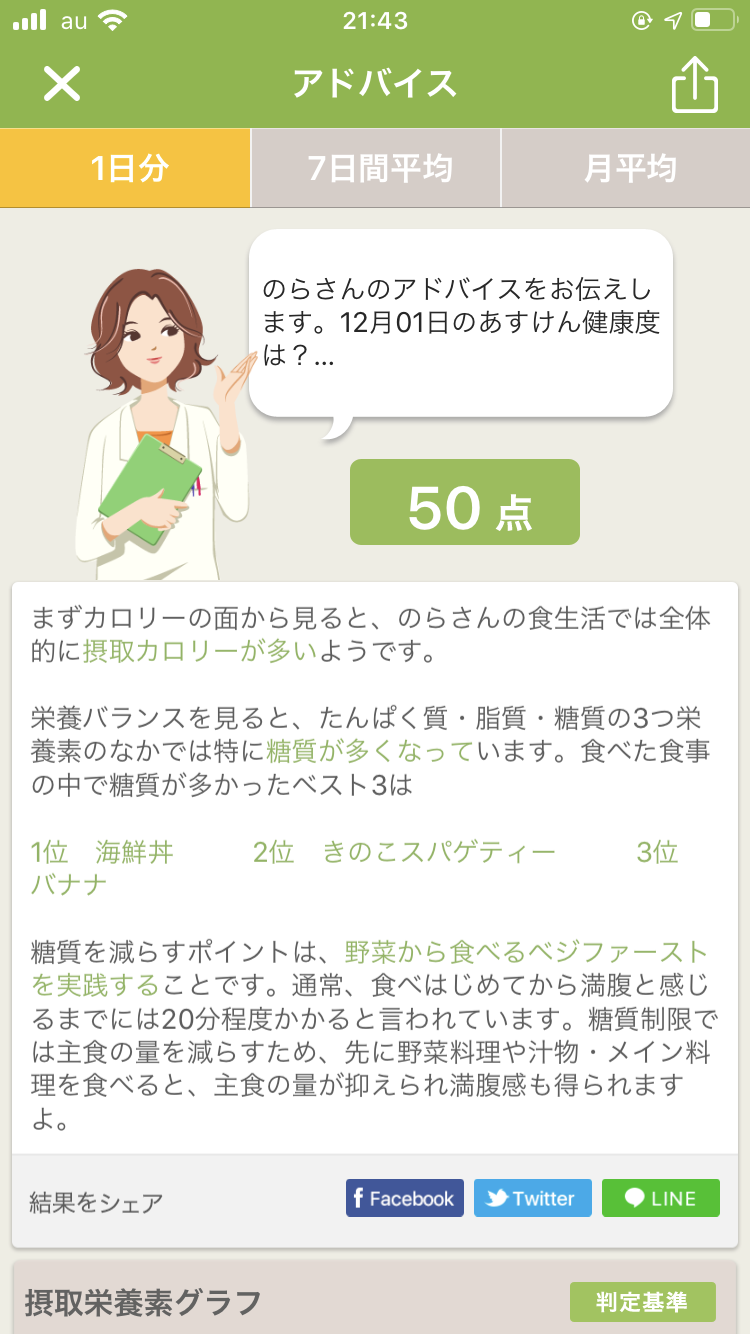 au 21:43
アドバイス
1日分 7日間平均 月平均
のらさんのアドバイスをお伝えし
ます。12月01日のあすけん健康度
は？...
50 点
まずカロリーの面から見ると、のらさんの食生活では全体
的に摂取カロリーが多いようです。
栄養バランスを見ると、たんぱく質・脂質・糖質の3つ栄
養素のなかでは特に糖質が多くなっています。食べた食事
の中で糖質が多かったベスト3は
1位 海鮮丼 2位 きのこスパゲティー 3位
バナナ
糖質を減らすポイントは、野菜から食べるベジファースト
を実践することです。通常、食べはじめてから満腹と感じ
るまでには20分程度かかると言われています。糖質制限で
は主食の量を減らすため、先に野菜料理や汁物・メイン料
理を食べると、主食の量が抑えられ満腹感も得られます
よ。
結果をシェア
Facebook Twitter LINE
摂取栄養素グラフ 判定基準